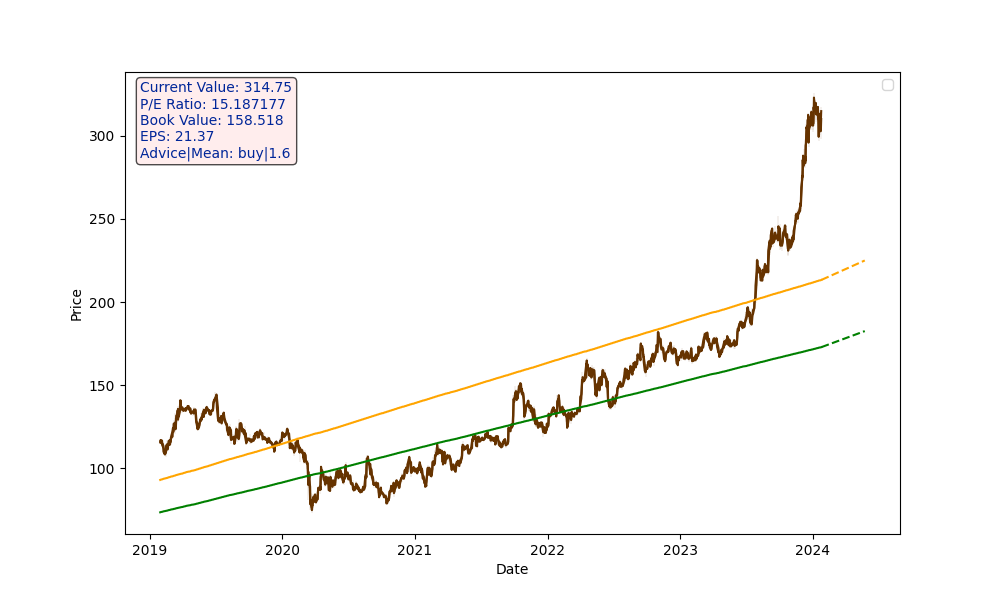 Current Value: 314.75
P/E Ratio: 15.187177
Book Value: 158.518
EPS: 21.37
Advice|Mean: buy|1.6
300
250
200
150
100
Price
2019 2020 2021 2022 2023 2024
Date